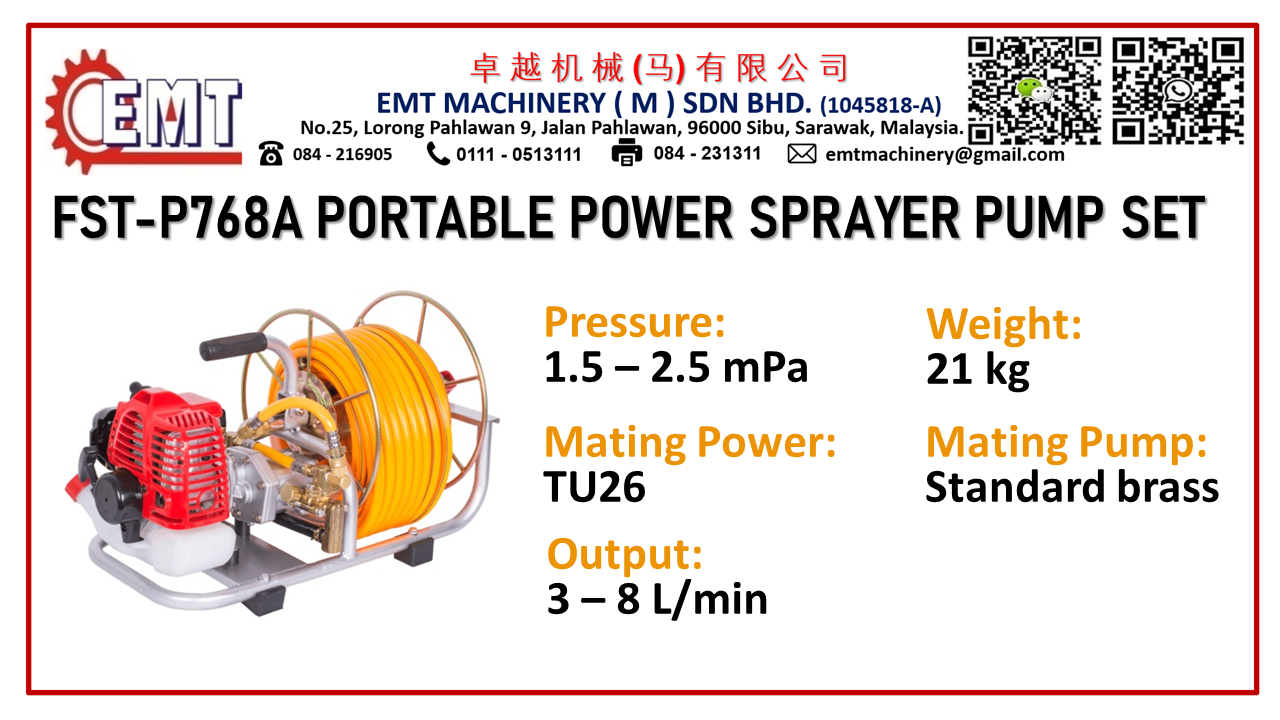 EMT
卓越机械(马)有限公司
EMT MACHINERY ( M ) SDN BHD. (1045818-A)
No.25, Lorong Pahlawan 9, Jalan Pahlawan, 96000 Sibu, Sarawak, Malaysia.
084 - 216905 0111 - 0513111 084 - 231311 emtmachinery@gmail.com
FST-P768A PORTABLE POWER SPRAYER PUMP SET
Pressure:
1.5 – 2.5 mPa
Weight:
21 kg
Mating Power:
TU26
Mating Pump:
Standard brass
Output:
3 – 8 L/min